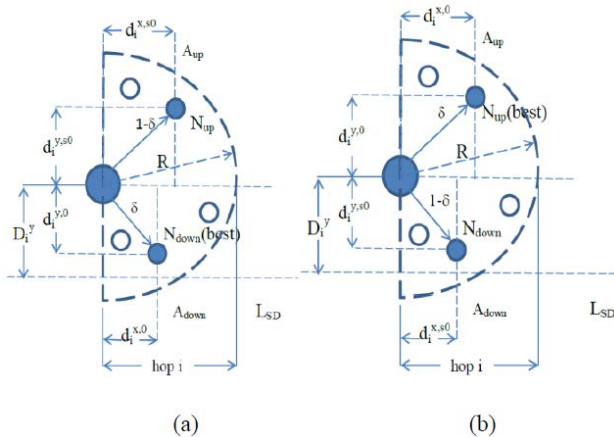 d_i^{x,s0}
A_up
N_up
1-δ
d_i^{y,s0}
R
δ
d_i^{y,0}
D_i^y
N_down(best)
A_down
L_SD
d_i^{x,0}
hop i
(a)
d_i^{x,0}
A_up
N_up(best)
δ
d_i^{y,0}
R
1-δ
d_i^{y,s0}
D_i^y
N_down
A_down
L_SD
d_i^{x,s0}
hop i
(b)